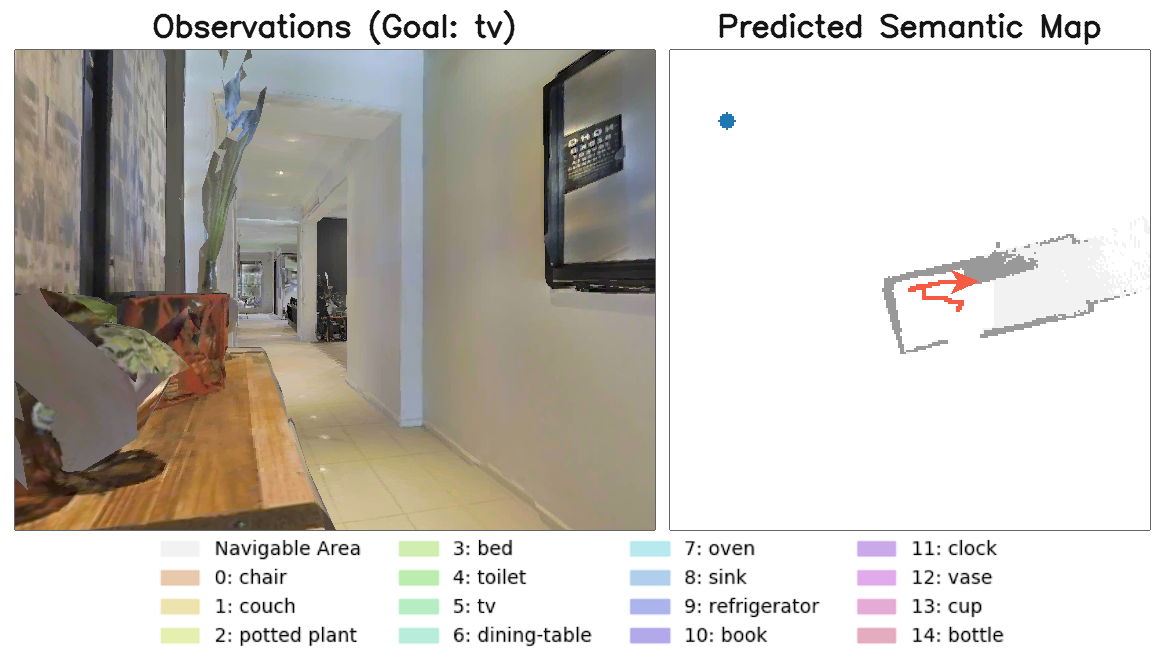 Observations (Goal: tv)
Predicted Semantic Map
Navigable Area
0: chair
1: couch
2: potted plant
3: bed
4: toilet
5: tv
6: dining-table
7: oven
8: sink
9: refrigerator
10: book
11: clock
12: vase
13: cup
14: bottle